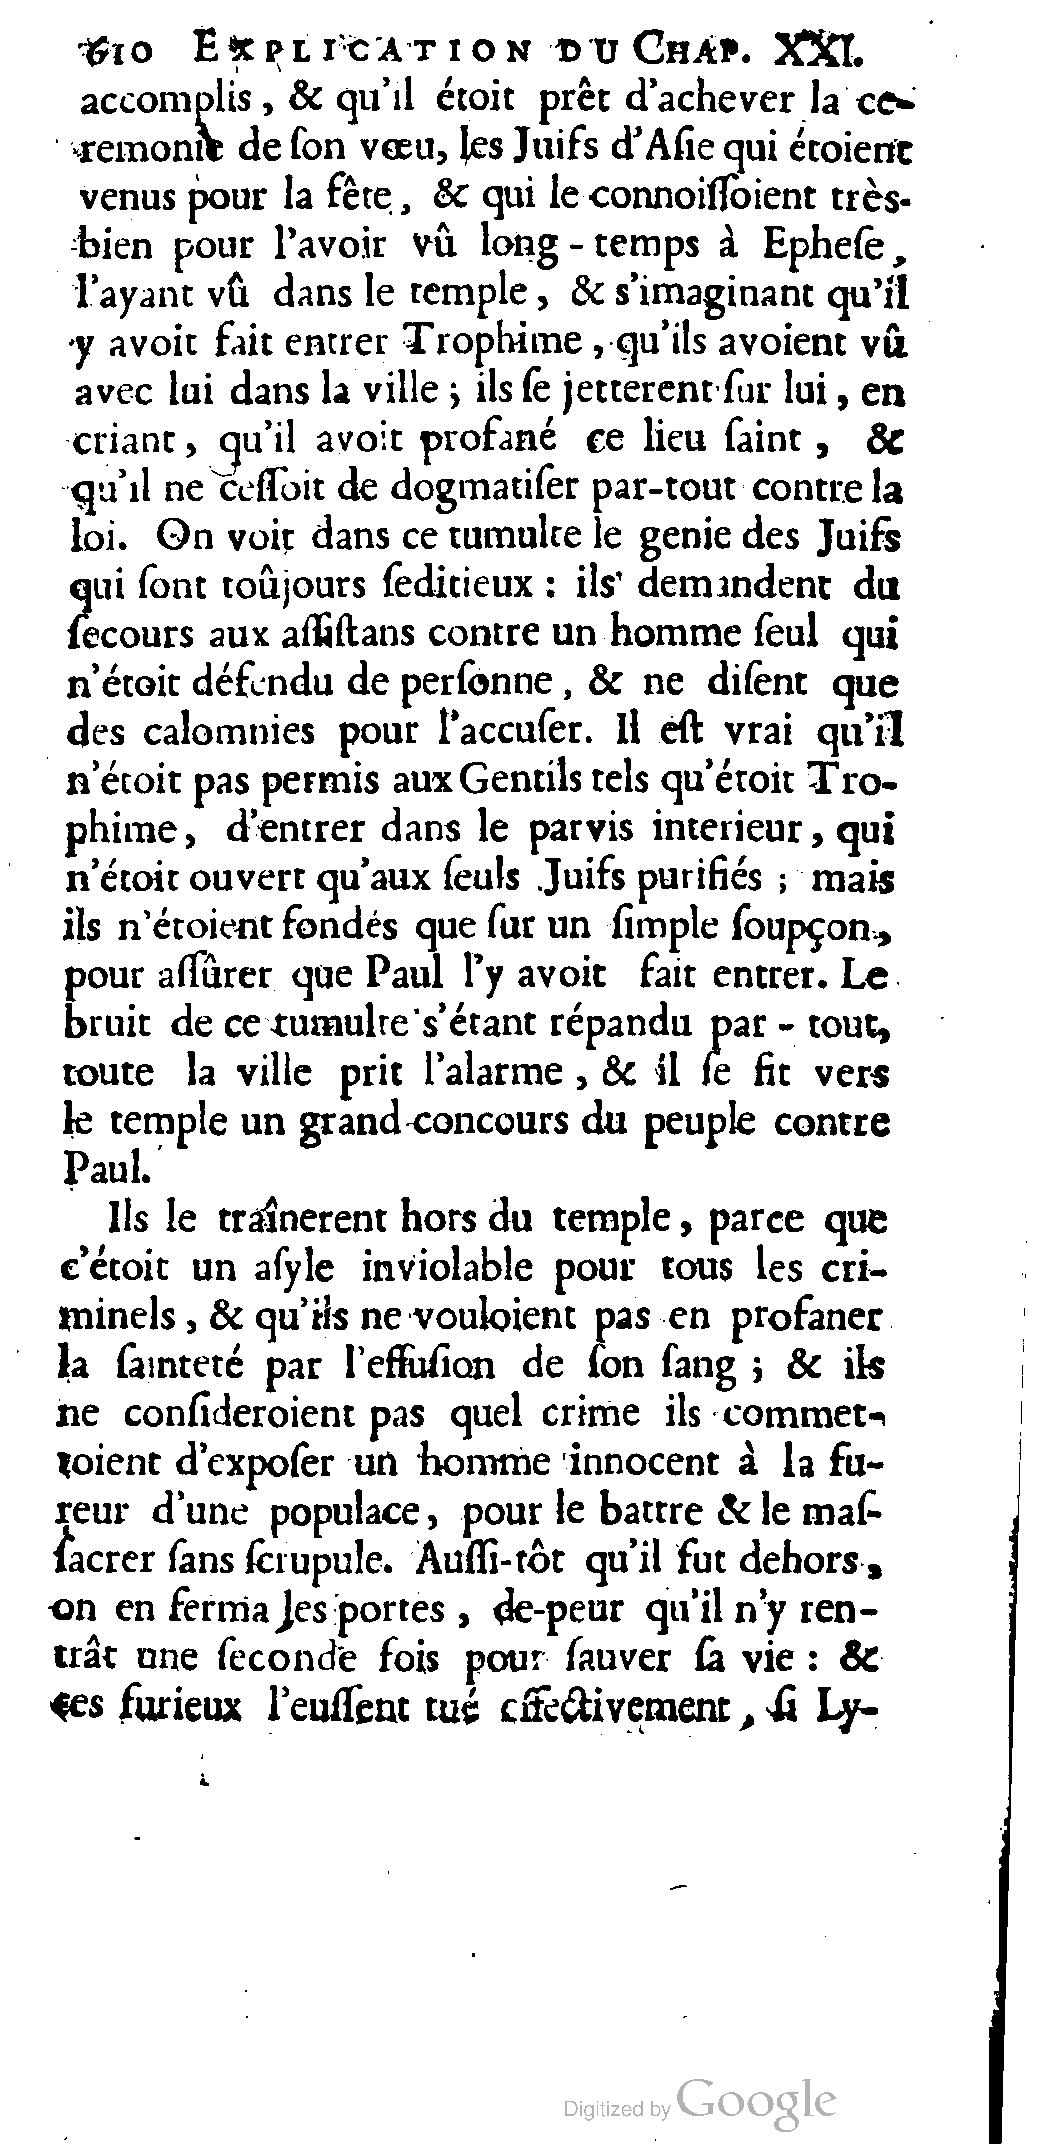 610 EXPLICATION DU CHAP. XXI.
accomplis, & qu'il étoit prêt d'achever la ce-
remonie de ſon vœu, les Juifs d'Aſie qui étoient
venus pour la fête, & qui le connoiſſoient très-
bien pour l'avoir vû long-temps à Epheſe,
l'ayant vû dans le temple, & s'imaginant qu'il
y avoit fait entrer Trophime, qu'ils avoient vû
avec lui dans la ville; ils ſe jetterent ſur lui, en
criant, qu'il avoit profané ce lieu ſaint, &
qu'il ne ceſſoit de dogmatiſer par-tout contre la
loi. On voit dans ce tumulte le genie des Juifs
qui ſont toûjours ſeditieux : ils demandent du
ſecours aux aſſiſtans contre un homme ſeul qui
n'étoit défendu de perſonne, & ne diſent que
des calomnies pour l'accuſer. Il eſt vrai qu'il
n'étoit pas permis aux Gentils tels qu'étoit Tro-
phime, d'entrer dans le parvis interieur, qui
n'étoit ouvert qu'aux ſeuls Juifs purifiés ; mais
ils n'étoient fondés que ſur un ſimple ſoupçon,
pour aſſûrer que Paul l'y avoit fait entrer. Le
bruit de ce tumulte s'étant répandu par-tout,
toute la ville prit l'alarme, & il ſe fit vers
le temple un grand concours du peuple contre
Paul.
Ils le traînerent hors du temple, parce que
c'étoit un aſyle inviolable pour tous les cri-
minels, & qu'ils ne vouloient pas en profaner
la ſainteté par l'effuſion de ſon ſang ; & ils
ne conſideroient pas quel crime ils commet-
toient d'expoſer un homme innocent à la fu-
reur d'une populace, pour le battre & le maſ-
ſacrer ſans ſcrupule. Auſſi-tôt qu'il fut dehors,
on en ferma les portes, de-peur qu'il n'y ren-
trât une ſeconde fois pour ſauver ſa vie : &
ces furieux l'euſſent tué effectivement, ſi Ly-
Digitized by Google